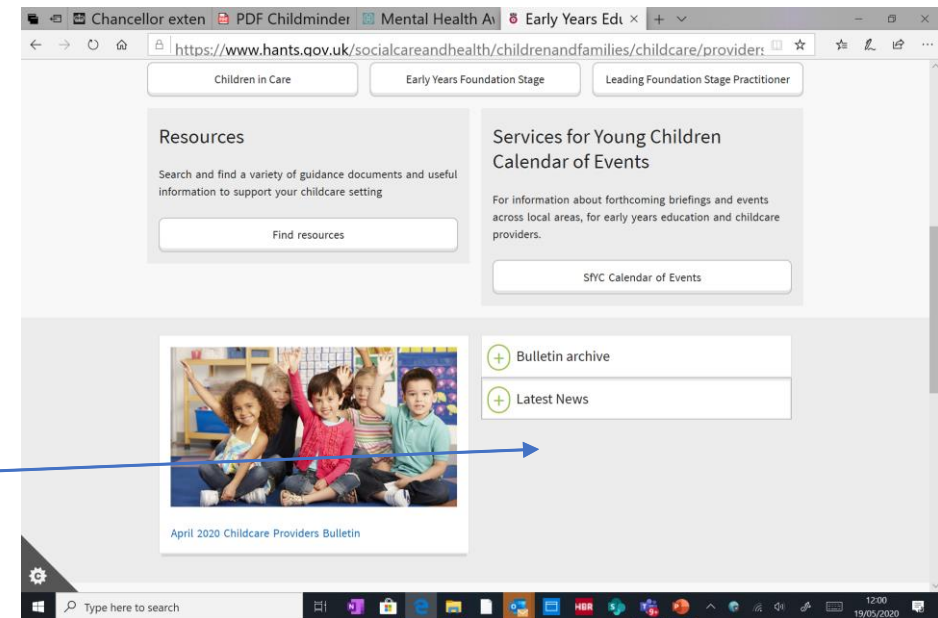 Chancellor exten
PDF Childminder
Mental Health A
Early Years Edu
https://www.hants.gov.uk/socialcareandhealth/childrenandfamilies/childcare/providers
Children in Care
Early Years Foundation Stage
Leading Foundation Stage Practitioner
Resources
Search and find a variety of guidance documents and useful
information to support your childcare setting
Find resources
Services for Young Children
Calendar of Events
For information about forthcoming briefings and events
across local areas, for early years education and childcare
providers.
SfYC Calendar of Events
Bulletin archive
Latest News
April 2020 Childcare Providers Bulletin
Type here to search
HBR
12:00
19/05/2020